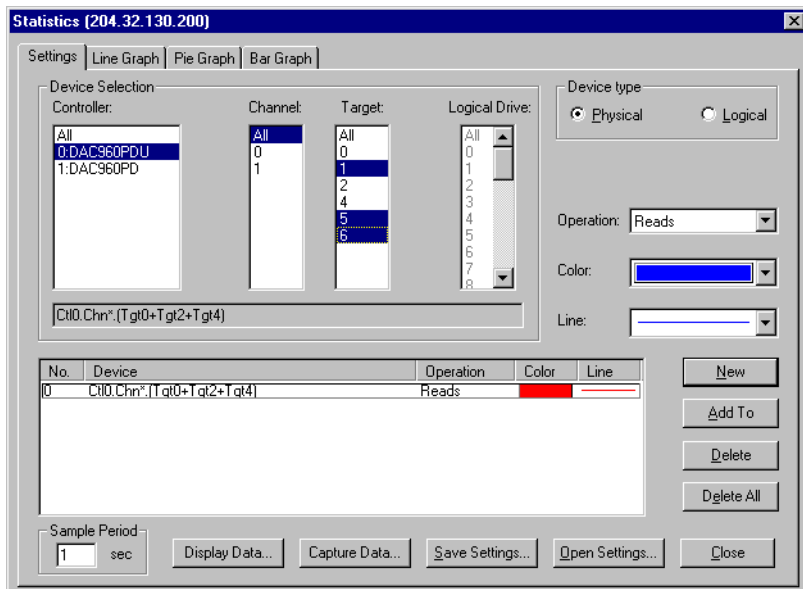 Statistics (204.32.130.200)
Settings Line Graph Pie Graph Bar Graph
Device Selection
Controller: Channel: Target: Logical Drive:
All
0:DAC960PDU
1:DAC960PD
All
0
1
All
0
1
2
4
5
6
All
0
1
2
3
4
5
6
7
8
Ctl0.Chn*.(Tgt0+Tgt2+Tgt4)
Device type
Physical Logical
Operation: Reads
Color:
Line:
No. Device Operation Color Line
0 Ctl0.Chn*.(Tgt0+Tgt2+Tgt4) Reads
New
Add To
Delete
Delete All
Sample Period
1 sec
Display Data... Capture Data... Save Settings... Open Settings... Close